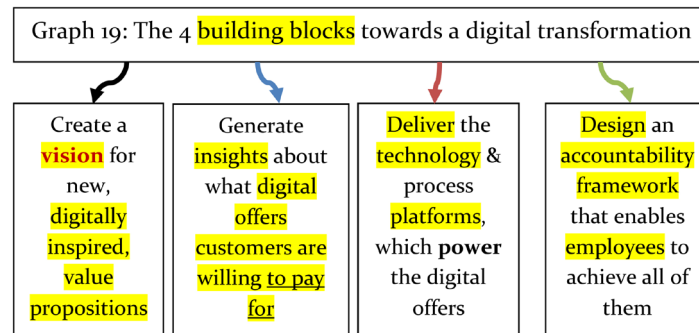 Graph 19: The 4 building blocks towards a digital transformation
Create a
vision for
new,
digitally
inspired,
value
propositions
Generate
insights about
what digital
offers
customers are
willing to pay
for
Deliver the
technology &
process
platforms,
which power
the digital
offers
Design an
accountability
framework
that enables
employees to
achieve all of
them